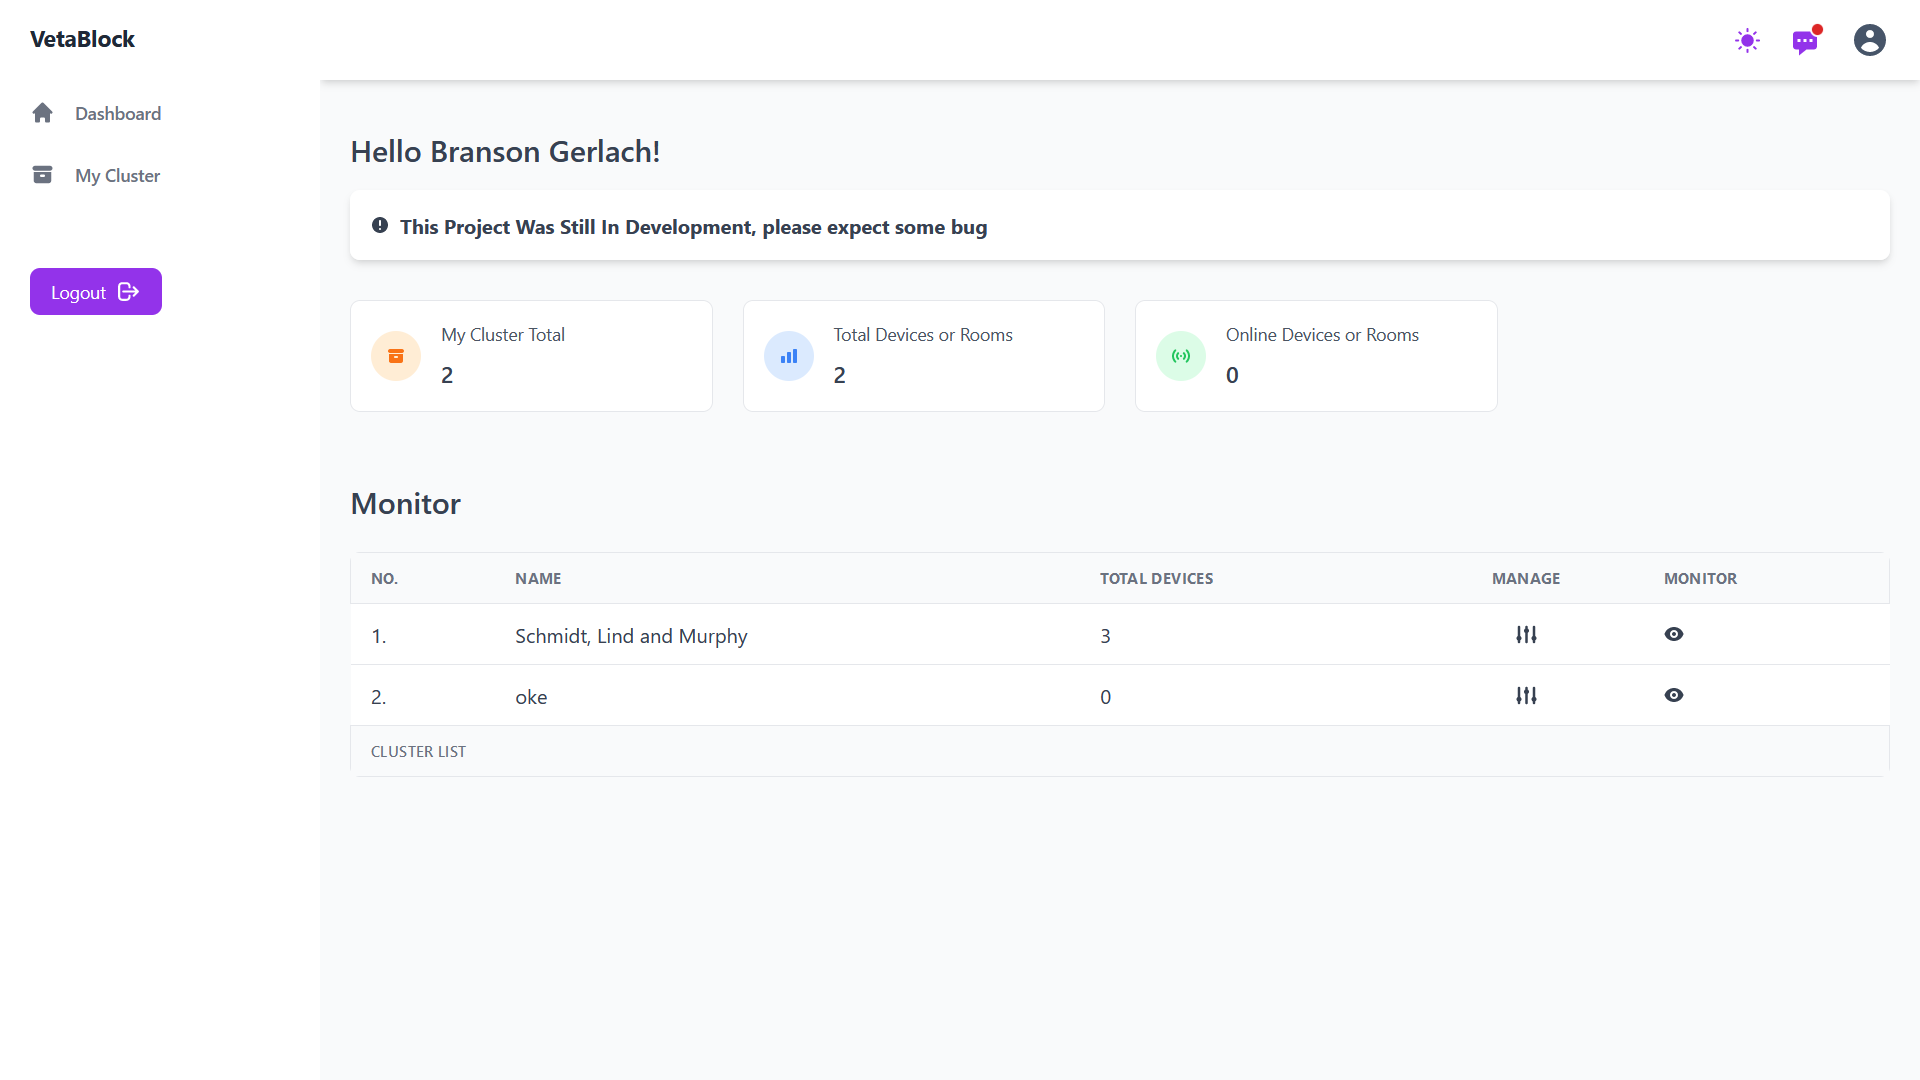 VetaBlock
Dashboard
My Cluster
Logout
Hello Branson Gerlach!
This Project Was Still In Development, please expect some bug
My Cluster Total
2
Total Devices or Rooms
2
Online Devices or Rooms
0
Monitor
NO. NAME TOTAL DEVICES MANAGE MONITOR
1. Schmidt, Lind and Murphy 3
2. oke 0
CLUSTER LIST